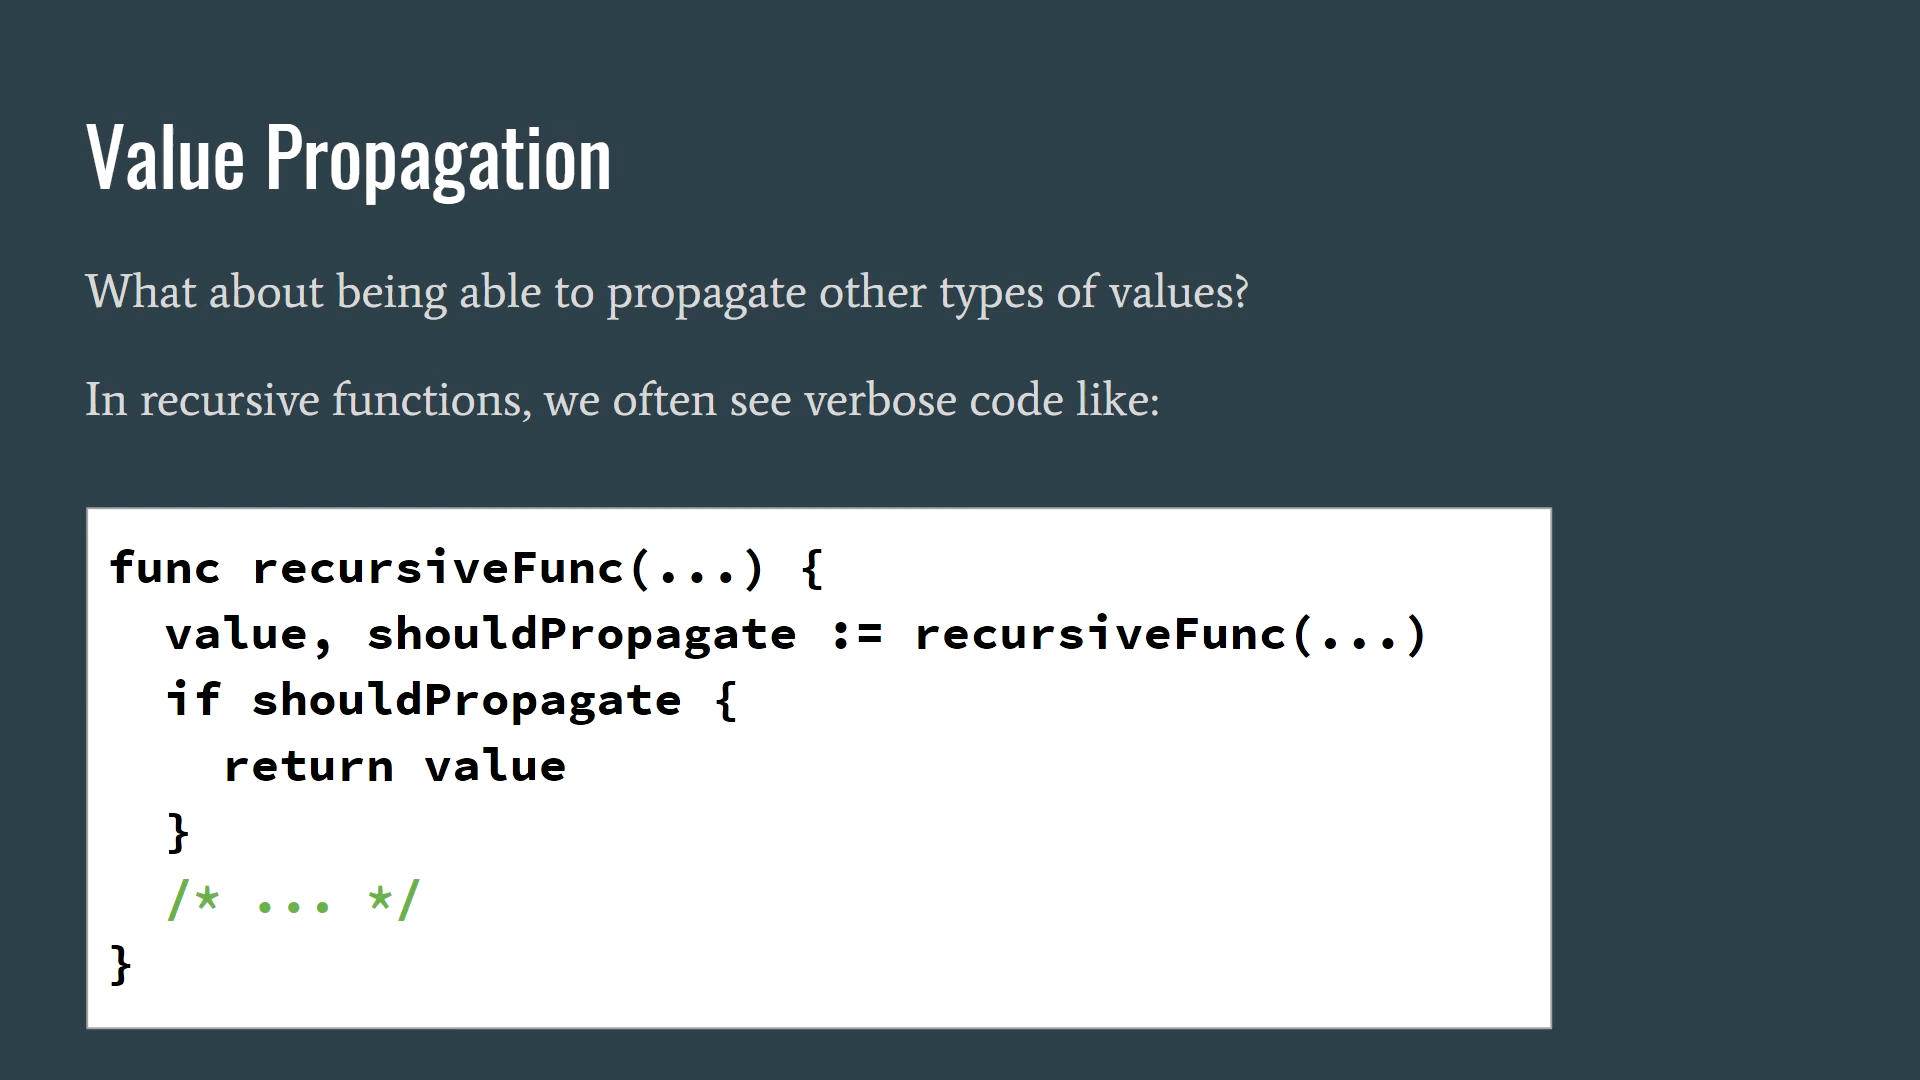 Value Propagation
What about being able to propagate other types of values?
In recursive functions, we often see verbose code like:
func recursiveFunc(...) {
  value, shouldPropagate := recursiveFunc(...)
  if shouldPropagate {
    return value
  }
  /* ... */
}